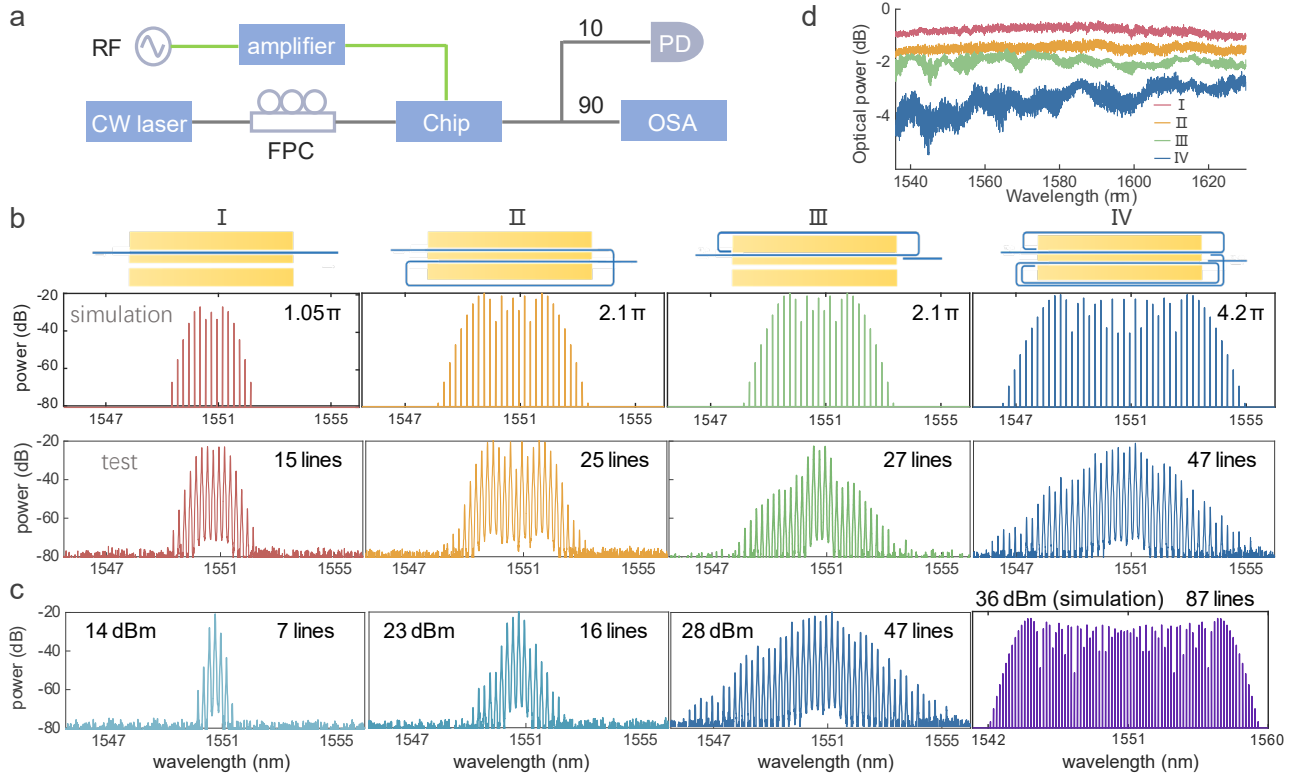 a
RF
amplifier
10
PD
CW laser
FPC
Chip
90
OSA
d
Optical power (dB)
0
-2
-4
I
II
III
IV
1540
1560
1580
1600
1620
Wavelength (nm)
b
I
II
III
IV
power (dB)
-20
-40
-60
-80
simulation
1.05 π
2.1 π
2.1 π
4.2 π
1547
1551
1555
1547
1551
1555
1547
1551
1555
1547
1551
1555
power (dB)
-20
-40
-60
-80
test
15 lines
25 lines
27 lines
47 lines
1547
1551
1555
1547
1551
1555
1547
1551
1555
1547
1551
1555
c
power (dB)
-20
-40
-60
-80
14 dBm
7 lines
23 dBm
16 lines
28 dBm
47 lines
36 dBm (simulation)
87 lines
1547
1551
1555
1547
1551
1555
1547
1551
1555
1542
1551
1560
wavelength (nm)
wavelength (nm)
wavelength (nm)
wavelength (nm)